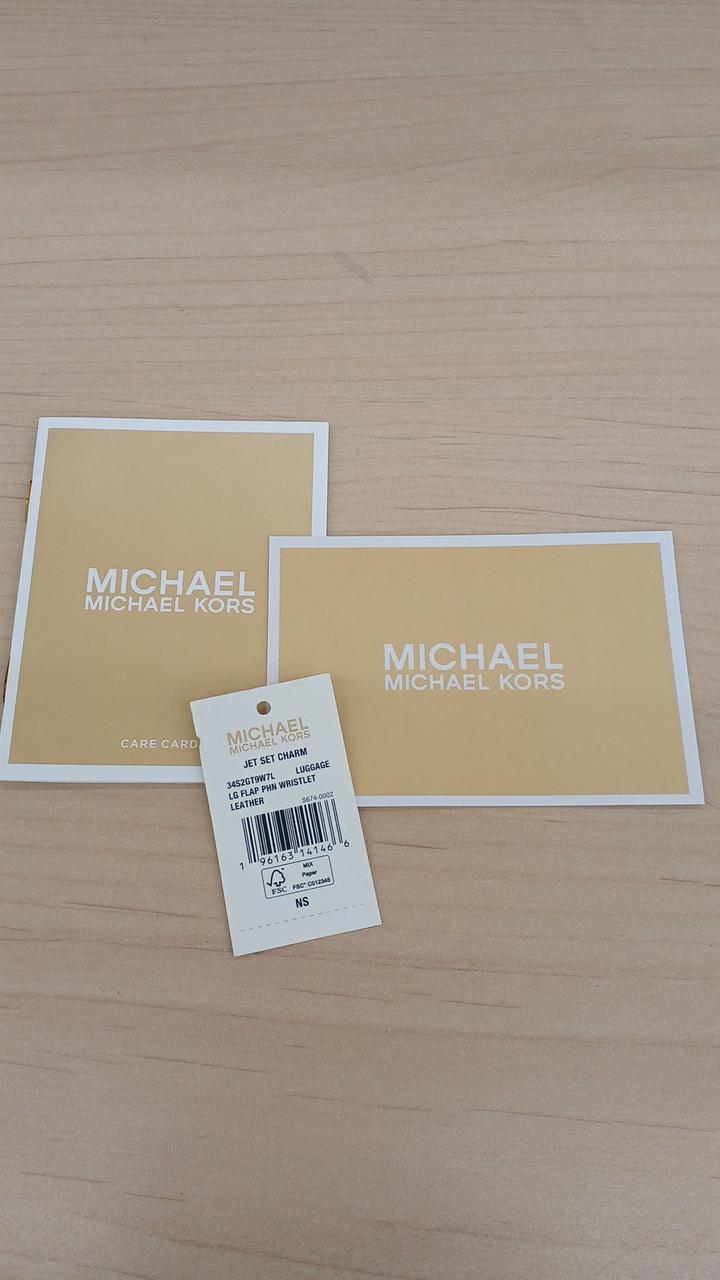 MICHAEL
MICHAEL KORS
CARE CARD
MICHAEL
MICHAEL KORS
MICHAEL
MICHAEL KORS
JET SET CHARM
34S2GT9W7L LUGGAGE
LG FLAP PHN WRISTLET
LEATHER S674-0002
1 96163 14146 6
FSC
MIX
Paper
FSC™ C012345
NS